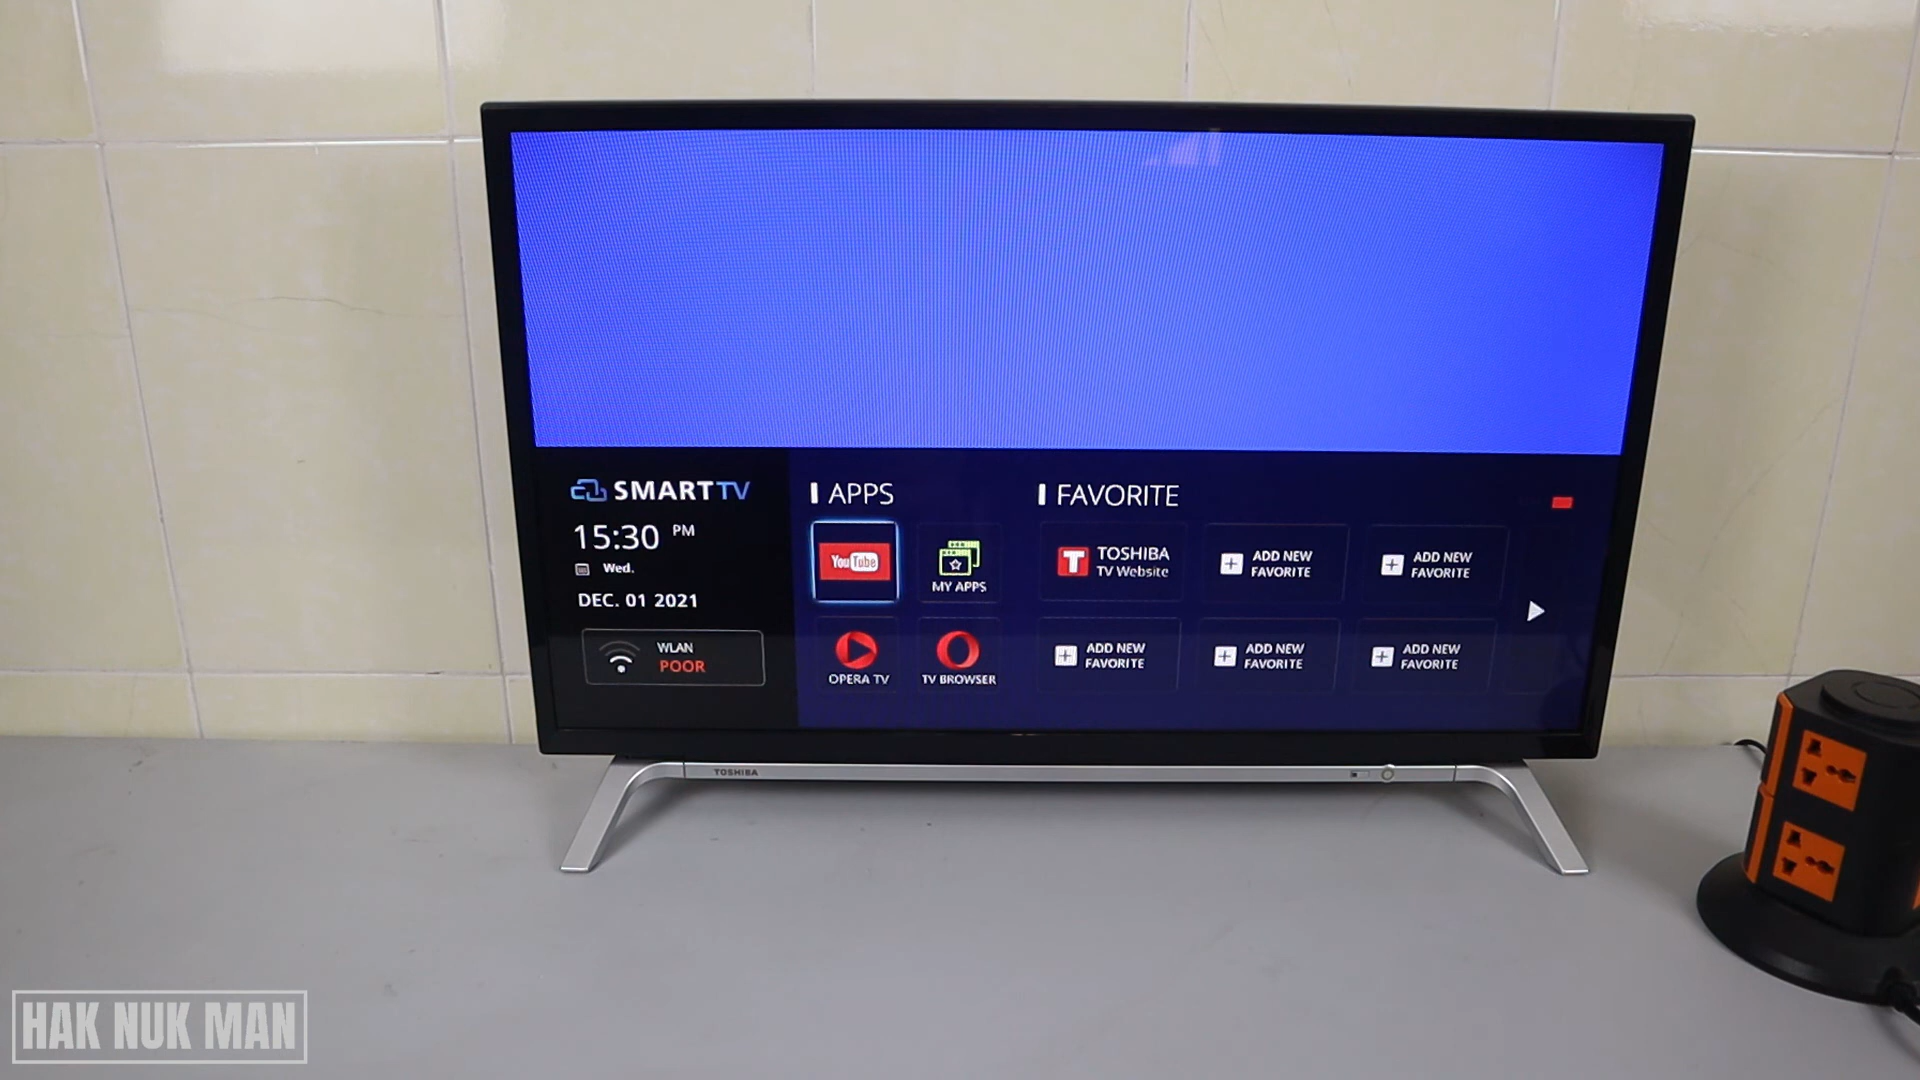 SMARTTV
15:30 PM
Wed.
DEC. 01 2021
WLAN
POOR
APPS
YouTube
MY APPS
OPERA TV
TV BROWSER
FAVORITE
TOSHIBA
TV Website
ADD NEW
FAVORITE
ADD NEW
FAVORITE
ADD NEW
FAVORITE
ADD NEW
FAVORITE
ADD NEW
FAVORITE
TOSHIBA
HAK NUK MAN